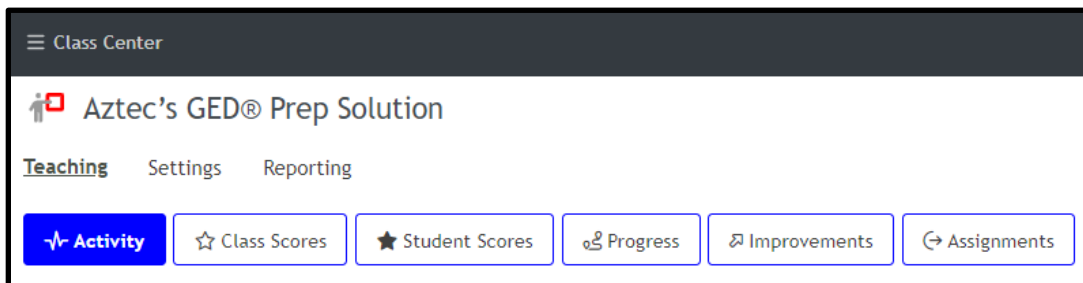 Class Center
Aztec’s GED® Prep Solution
Teaching Settings Reporting
Activity Class Scores Student Scores Progress Improvements Assignments